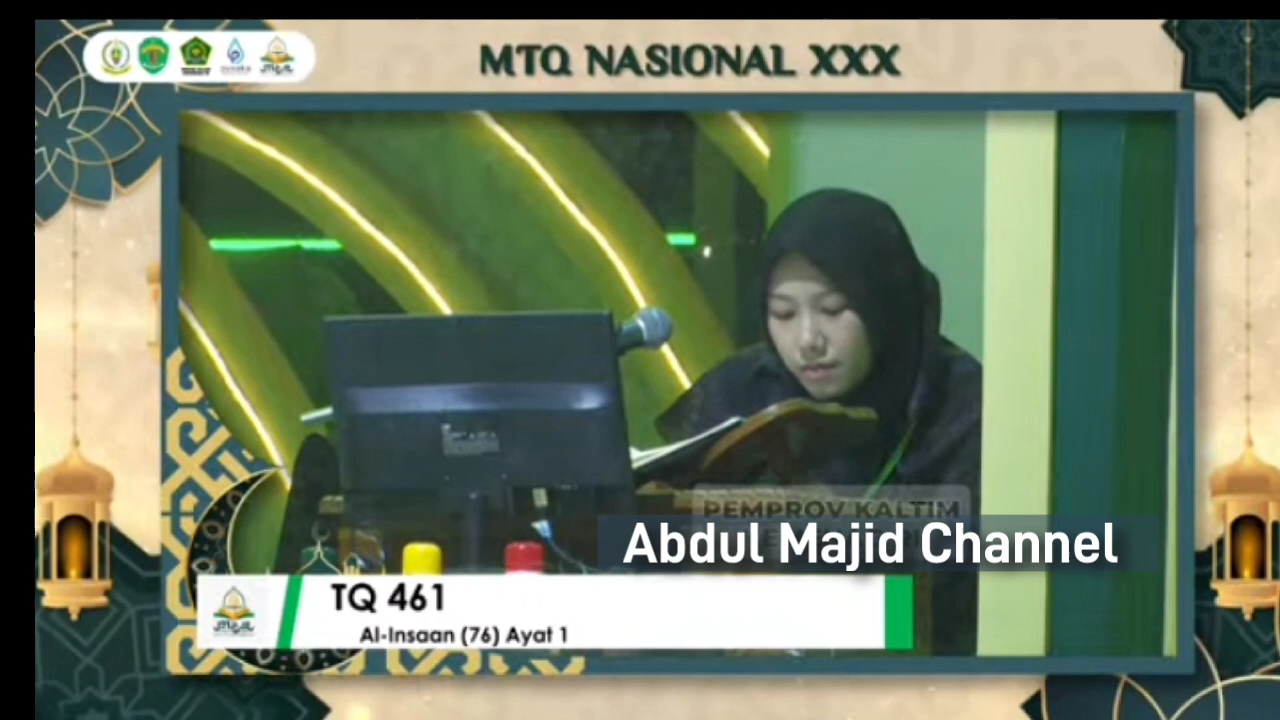 MTQ NASIONAL XXX
PEMPROV KALTIM
Abdul Majid Channel
TQ 461
Al-Insaan (76) Ayat 1